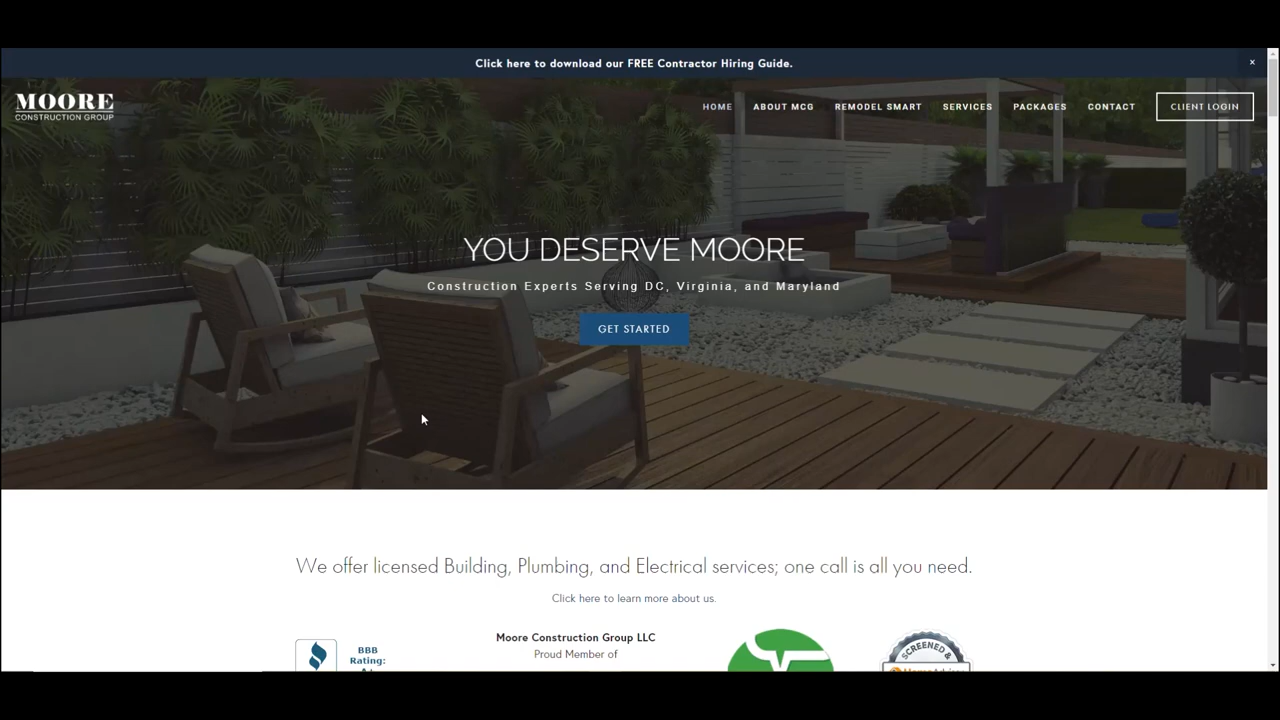 Click here to download our FREE Contractor Hiring Guide.
×
MOORE
CONSTRUCTION GROUP
HOME
ABOUT MCG
REMODEL SMART
SERVICES
PACKAGES
CONTACT
CLIENT LOGIN
YOU DESERVE MOORE
Construction Experts Serving DC, Virginia, and Maryland
GET STARTED
We offer licensed Building, Plumbing, and Electrical services; one call is all you need.
Click here to learn more about us.
BBB
Rating:
Moore Construction Group LLC
Proud Member of
SCREENED &